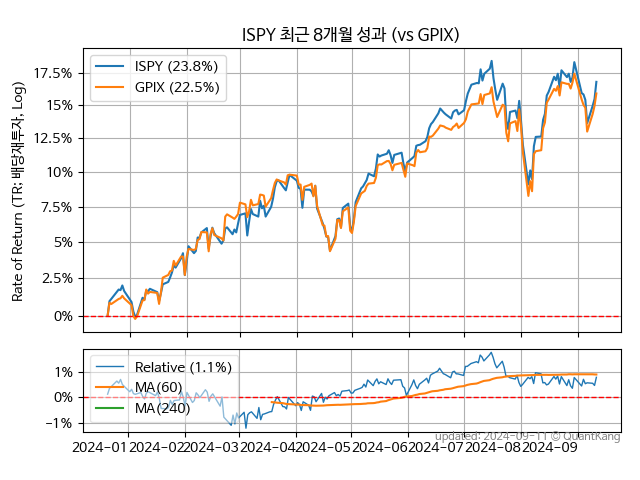 ISPY 최근 8개월 성과 (vs GPIX)
Rate of Return (TR: 배당재투자, Log)
17.5%
15%
12.5%
10%
7.5%
5%
2.5%
0%
ISPY (23.8%)
GPIX (22.5%)
1%
0%
−1%
Relative (1.1%)
MA(60)
MA(240)
2024-01
2024-02
2024-03
2024-04
2024-05
2024-06
2024-07
2024-08
2024-09
updated: 2024-09-11 © QuantKang